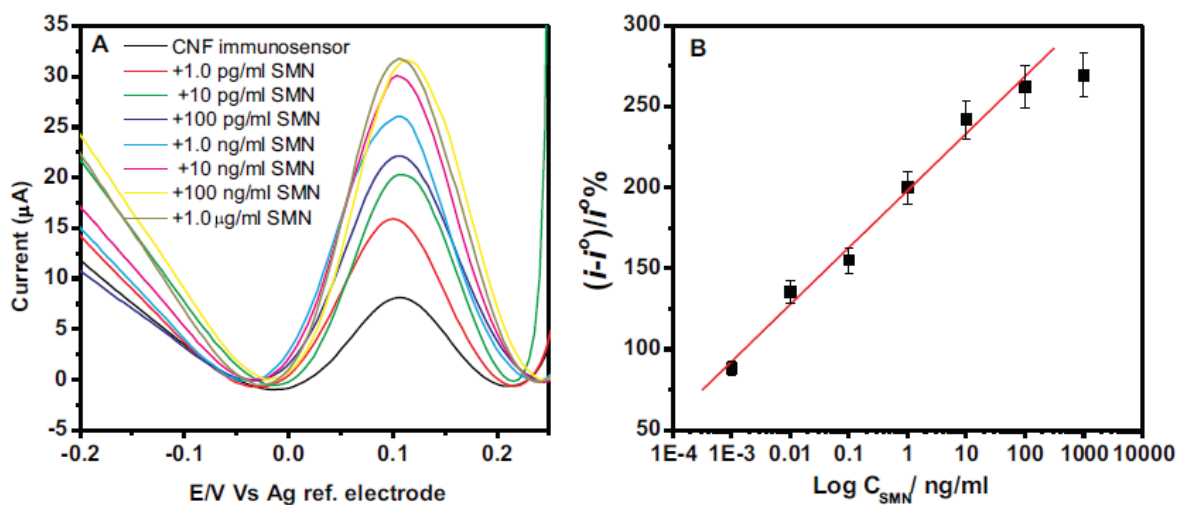 A
CNF immunosensor
+1.0 pg/ml SMN
+10 pg/ml SMN
+100 pg/ml SMN
+1.0 ng/ml SMN
+10 ng/ml SMN
+100 ng/ml SMN
+1.0 μg/ml SMN
Current (μA)
35
30
25
20
15
10
5
0
-5
-0.2
-0.1
0.0
0.1
0.2
E/V Vs Ag ref. electrode
B
(i-i°)/i°%
300
250
200
150
100
50
1E-4
1E-3
0.01
0.1
1
10
100
1000
10000
Log C_SMN/ ng/ml